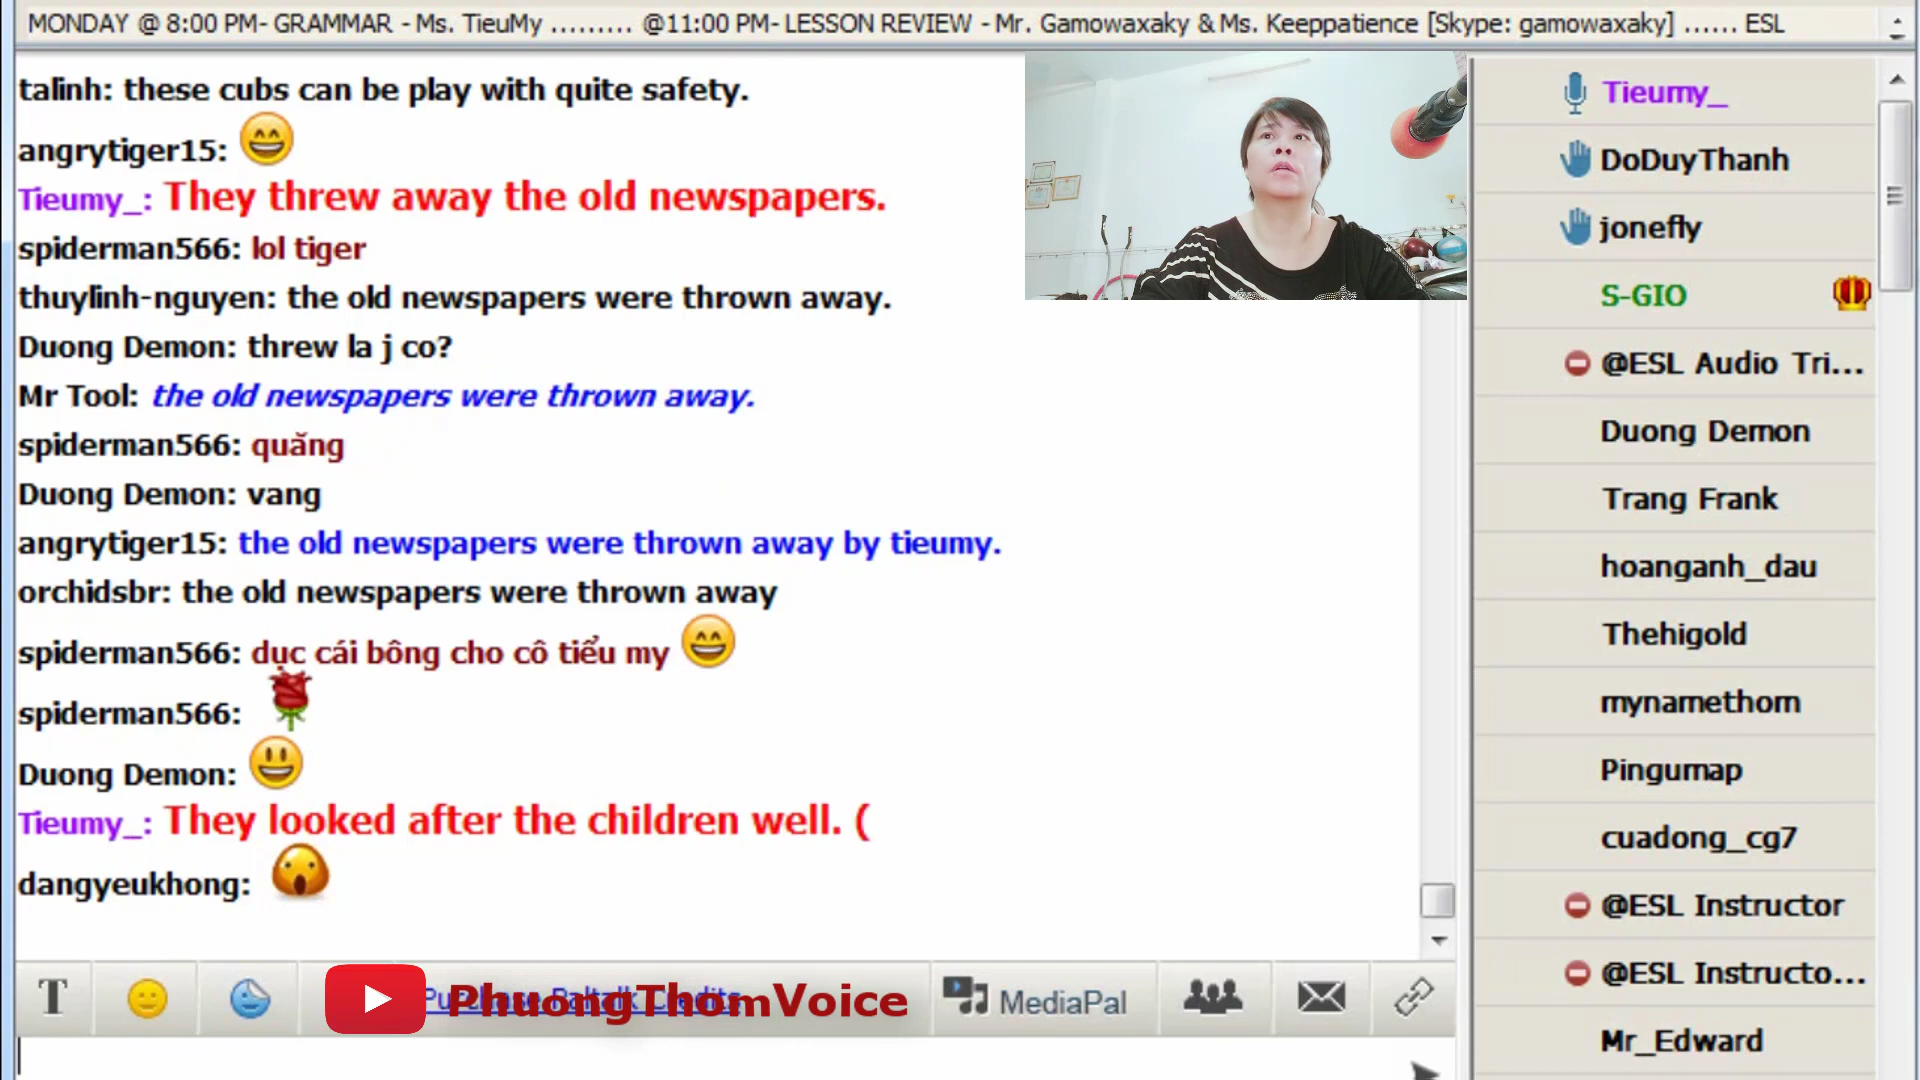 MONDAY @ 8:00 PM- GRAMMAR - Ms. TieuMy ......... @11:00 PM- LESSON REVIEW - Mr. Gamowaxaky & Ms. Keeppatience [Skype: gamowaxaky] ...... ESL
talinh: these cubs can be play with quite safety.
angrytiger15:
Tieumy_: They threw away the old newspapers.
spiderman566: lol tiger
thuylinh-nguyen: the old newspapers were thrown away.
Duong Demon: threw la j co?
Mr Tool: the old newspapers were thrown away.
spiderman566: quăng
Duong Demon: vang
angrytiger15: the old newspapers were thrown away by tieumy.
orchidsbr: the old newspapers were thrown away
spiderman566: dục cái bông cho cô tiểu my
spiderman566:
Duong Demon:
Tieumy_: They looked after the children well. (
dangyeukhong:
T
Purchase Paltalk Credits
PhuongThomVoice
MediaPal
Tieumy_
DoDuyThanh
jonefly
S-GIO
@ESL Audio Tri...
Duong Demon
Trang Frank
hoanganh_dau
Thehigold
mynamethom
Pingumap
cuadong_cg7
@ESL Instructor
@ESL Instructo...
Mr_Edward